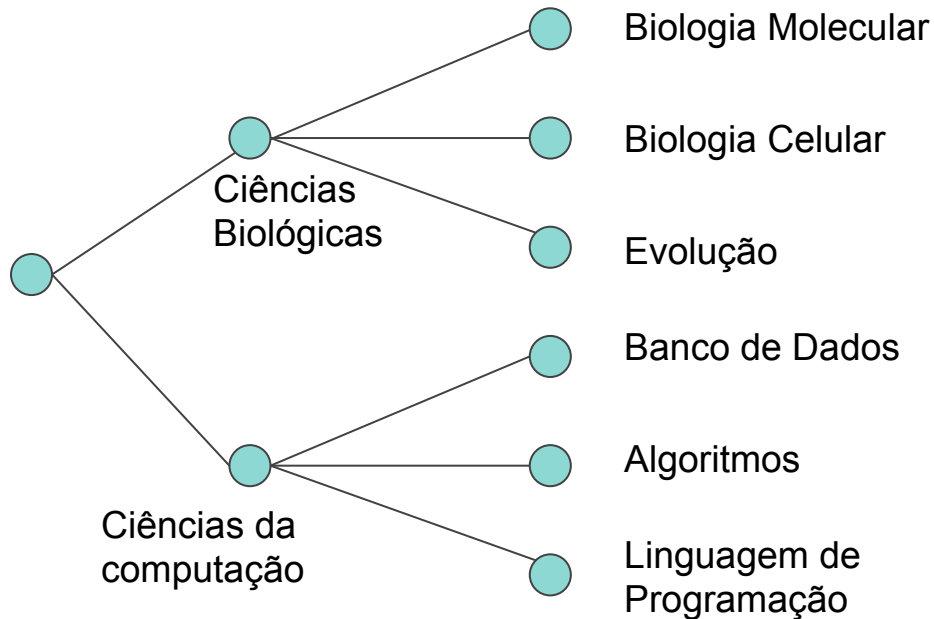 Biologia Molecular
Biologia Celular
Ciências
Biológicas
Evolução
Banco de Dados
Algoritmos
Ciências da
computação
Linguagem de
Programação